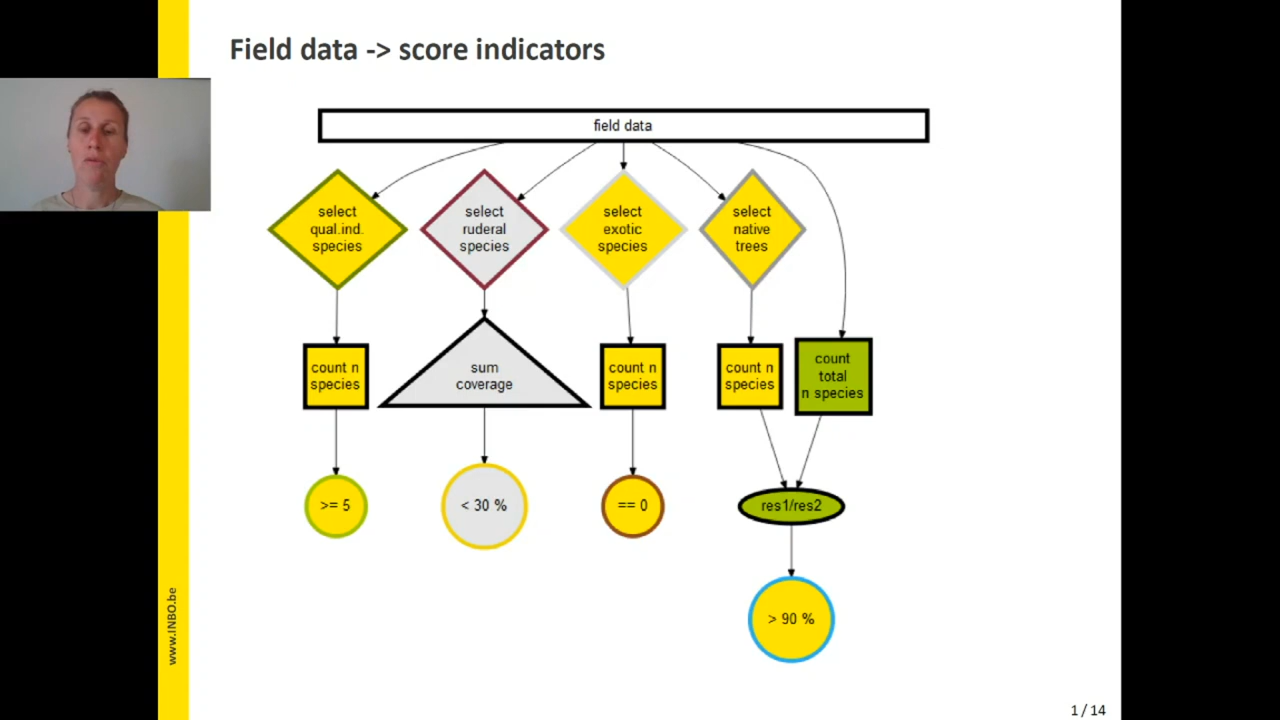 Field data -> score indicators
field data
select
qual.ind.
species
select
ruderal
species
select
exotic
species
select
native
trees
count n
species
sum
coverage
count n
species
count n
species
count
total
n species
>= 5
< 30 %
== 0
res1/res2
> 90 %
www.INBO.be
1 / 14